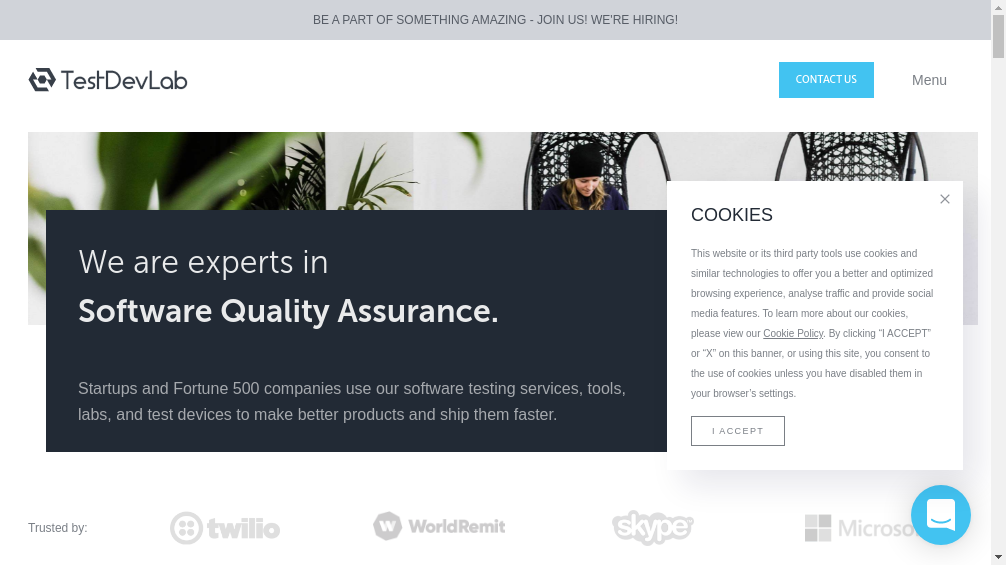 BE A PART OF SOMETHING AMAZING - JOIN US! WE'RE HIRING!
TestDevLab
CONTACT US
Menu
We are experts in
Software Quality Assurance.
Startups and Fortune 500 companies use our software testing services, tools,
labs, and test devices to make better products and ship them faster.
COOKIES
This website or its third party tools use cookies and
similar technologies to offer you a better and optimized
browsing experience, analyse traffic and provide social
media features. To learn more about our cookies,
please view our Cookie Policy. By clicking “I ACCEPT”
or “X” on this banner, or using this site, you consent to
the use of cookies unless you have disabled them in
your browser’s settings.
I ACCEPT
Trusted by:
twilio
W WorldRemit
skype
Microso